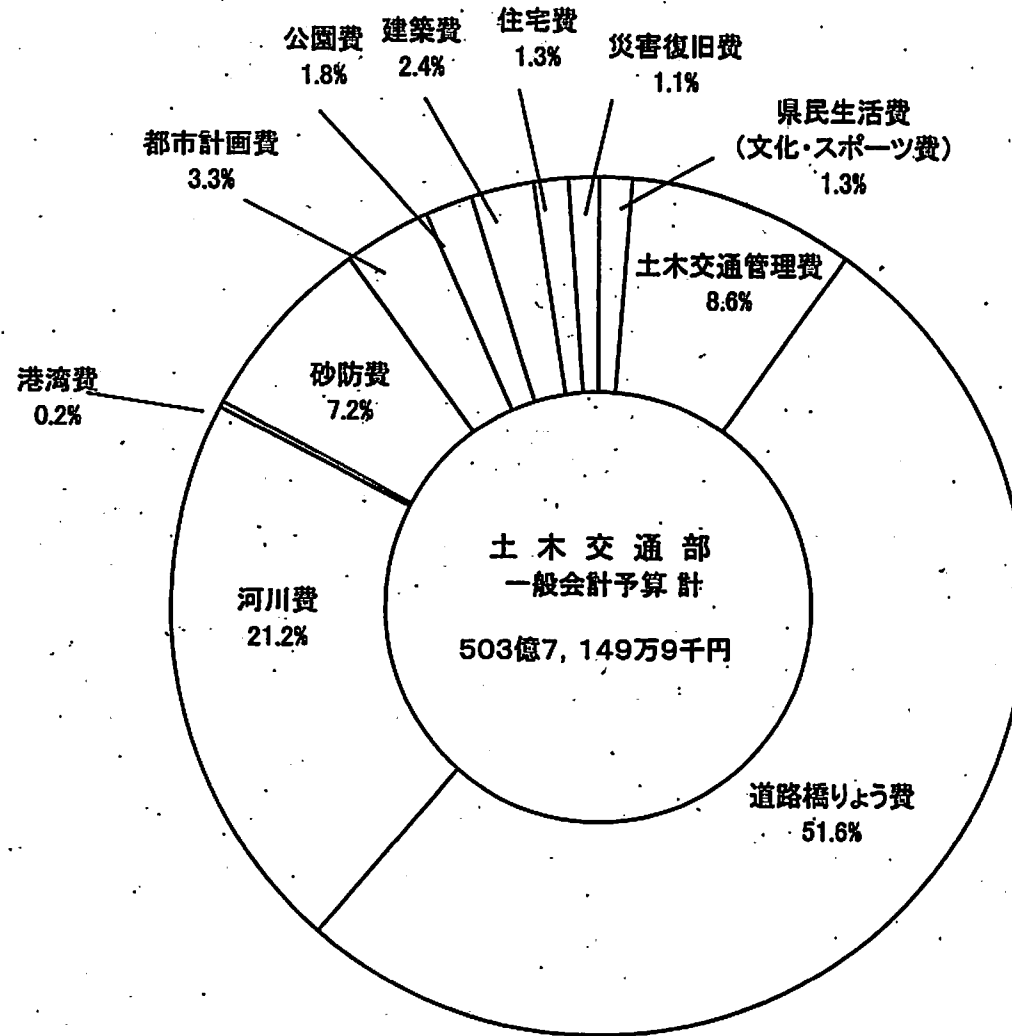 公園費
1.8%
建築費
2.4%
住宅費
1.3%
災害復旧費
1.1%
県民生活費
(文化・スポーツ費)
1.3%
都市計画費
3.3%
土木交通管理費
8.6%
港湾費
0.2%
砂防費
7.2%
土木交通部
一般会計予算 計
503億7,149万9千円
河川費
21.2%
道路橋りょう費
51.6%